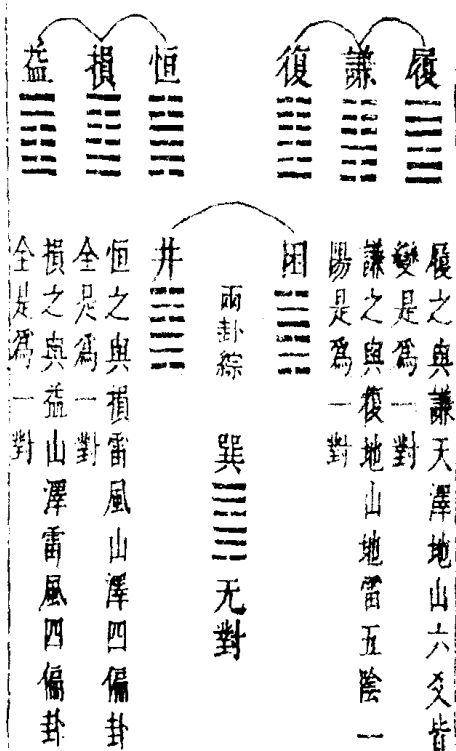 履
謙
復
恒
損
益
困
井
兩卦綜
巽
无對
履之與謙天澤地山六爻皆
變是爲一對
謙之與復地山地雷五陰一
陽是爲一對
恒之與損雷風山澤四偏卦
全是爲一對
損之與益山澤雷風四偏卦
全是爲一對